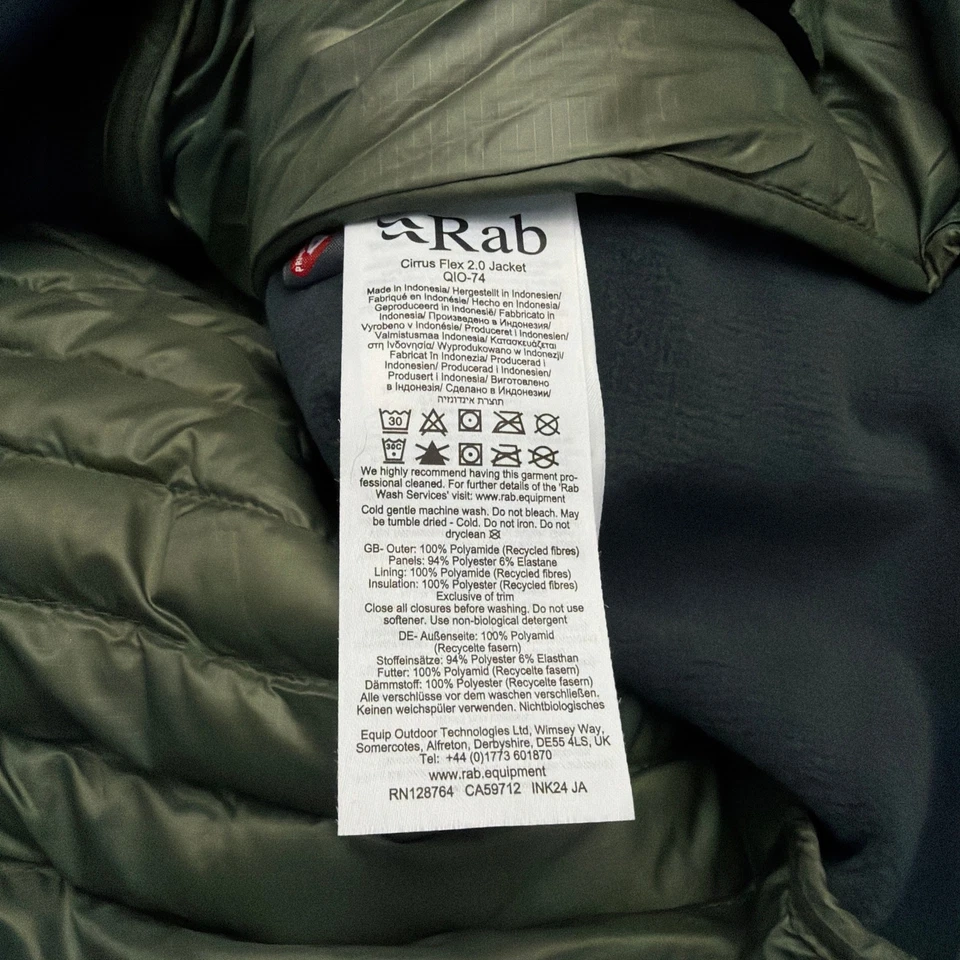 Rab
Cirrus Flex 2.0 Jacket
QIO-74
Made in Indonesia/ Hergestellt in Indonesien/
Fabriqué en Indonésie/ Hecho en Indonesia/
Geproduceerd in Indonesië/ Fabbricato in
Indonesia/ Произведено в Индонезия/
Vyrobeno v Indonésie/ Produceret i Indonesien/
Valmistusmaa Indonesia/ Κατασκευάζεται
στη Ινδονησία/ Wyprodukowano w Indonezji/
Fabricat în Indonezia/ Producerad i
Indonesien/ Producerad i Indonesien/
Produsert i Indonesia/ Виготовлено
в Індонезія/ Сделано в Индонезии/
תוצרת אינדונזיה
30
30C
We highly recommend having this garment pro-
fessional cleaned. For further details of the 'Rab
Wash Services' visit: www.rab.equipment
Cold gentle machine wash. Do not bleach. May
be tumble dried - Cold. Do not iron. Do not
dryclean
GB- Outer: 100% Polyamide (Recycled fibres)
Panels: 94% Polyester 6% Elastane
Lining: 100% Polyamide (Recycled fibres)
Insulation: 100% Polyester (Recycled fibres)
Exclusive of trim
Close all closures before washing. Do not use
softener. Use non-biological detergent
DE- Außenseite: 100% Polyamid
(Recycelte fasern)
Stoffeinsätze: 94% Polyester 6% Elasthan
Futter: 100% Polyamid (Recycelte fasern)
Dämmstoff: 100% Polyester (Recycelte fasern)
Alle verschlüsse vor dem waschen verschließen.
Keinen weichspüler verwenden. Nichtbiologisches
Equip Outdoor Technologies Ltd, Wimsey Way,
Somercotes, Alfreton, Derbyshire, DE55 4LS, UK
Tel: +44 (0)1773 601870
www.rab.equipment
RN128764 CA59712 INK24 JA